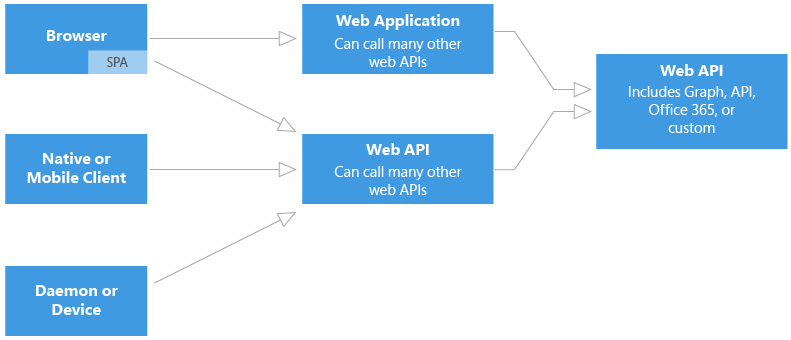 Browser
SPA
Web Application
Can call many other
web APIs
Web API
Includes Graph, API,
Office 365, or
custom
Native or
Mobile Client
Web API
Can call many other
web APIs
Daemon or
Device